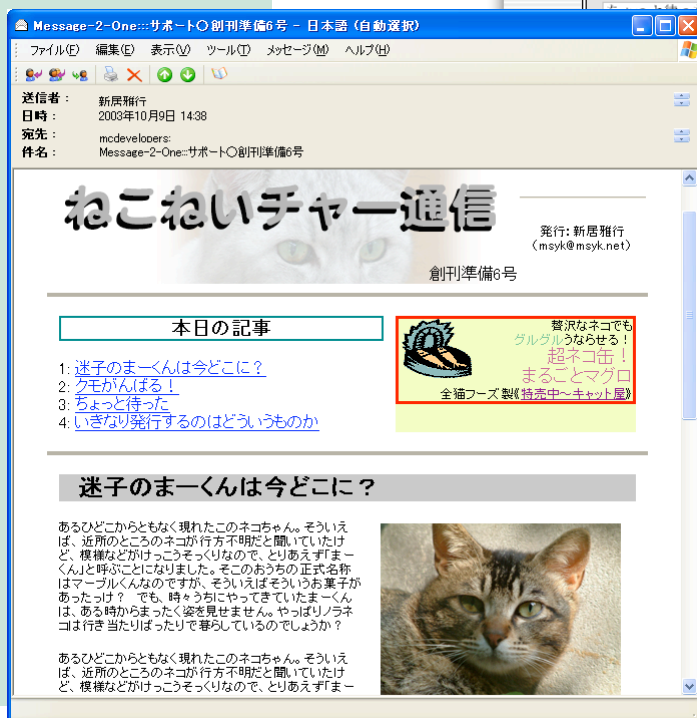 Message-2-One:::サポート〇創刊準備6号 - 日本語 (自動選択)
ファイル(F) 編集(E) 表示(V) ツール(T) メッセージ(M) ヘルプ(H)
送信者： 新居雅行
日時： 2003年10月9日 14:38
宛先： mcdevelopers:
件名： Message-2-One:::サポート〇創刊準備6号
ねこねいチャー通信
発行: 新居雅行
(msyk@msyk.net)
創刊準備6号
本日の記事
1: 迷子のまーくんは今どこに？
2: クモがんばる！
3: ちょっと待った
4: いきなり発行するのはどういうものか
贅沢なネコでも
グルグルうならせる！
超ネコ缶！
まるごとマグロ
全猫フーズ製《特売中～キャット屋》
迷子のまーくんは今どこに？
あるひどこからともなく現れたこのネコちゃん。そういえ
ば、近所のところのネコが行方不明だと聞いていたけ
ど、模様などがけっこうそっくりなので、とりあえず「まー
くん」と呼ぶことになりました。そこのおうちの正式名称
はマーブルくんなのですが、そういえばそういうお菓子が
あったっけ？ でも、時々うちにやってきていたまーくん
は、ある時からまったく姿を見せません。やっぱりノラネ
コは行き当たりばったりで暮らしているのでしょうか？
あるひどこからともなく現れたこのネコちゃん。そういえ
ば、近所のところのネコが行方不明だと聞いていたけ
ど、模様などがけっこうそっくりなので、とりあえず「まー